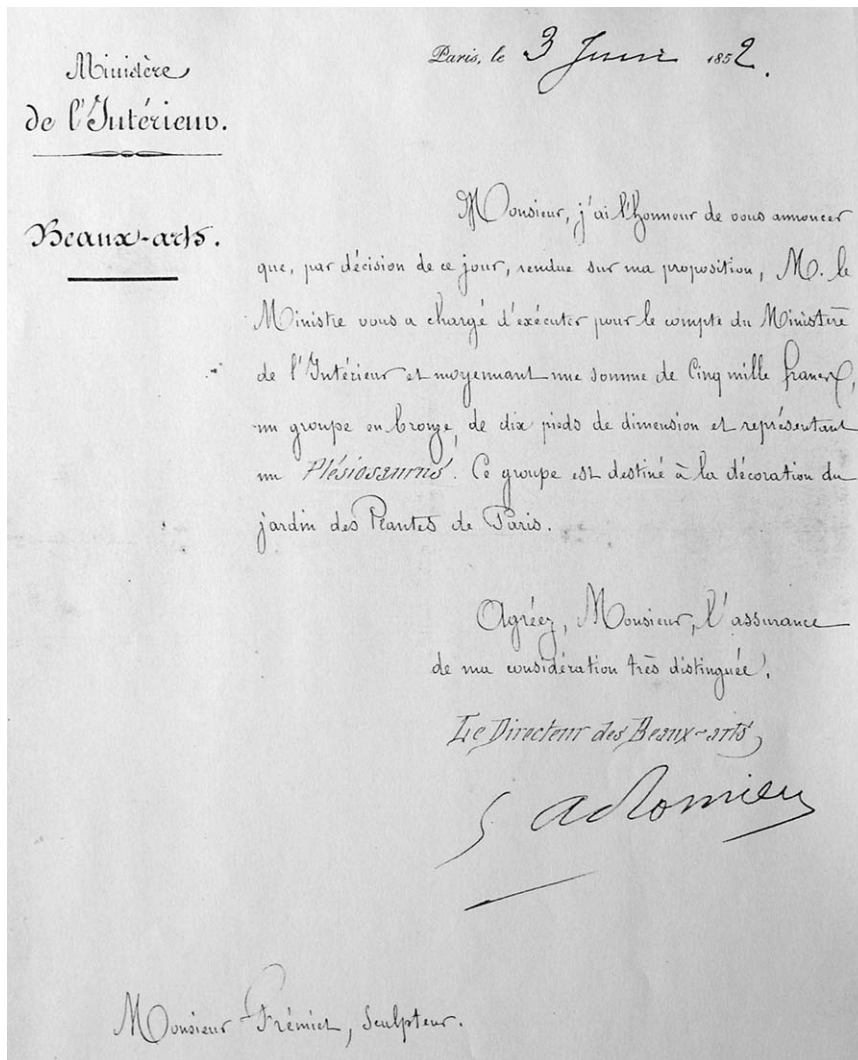 Ministère
de l'Intérieur.
Beaux-arts.
Paris, le 3 Juin 1852.
Monsieur, j'ai l'honneur de vous annoncer
que, par décision de ce jour, rendue sur ma proposition, M. le
Ministre vous a chargé d'exécuter pour le compte du Ministère
de l'Intérieur et moyennant une somme de Cinq mille francs,
un groupe en bronze, de dix pieds de dimension et représentant
un Plésiosaurus. Ce groupe est destiné à la décoration du
jardin des Plantes de Paris.
Agréez, Monsieur, l'assurance
de ma considération très distinguée.
Le Directeur des Beaux-arts,
Romieu
Monsieur Frémiet, Sculpteur.